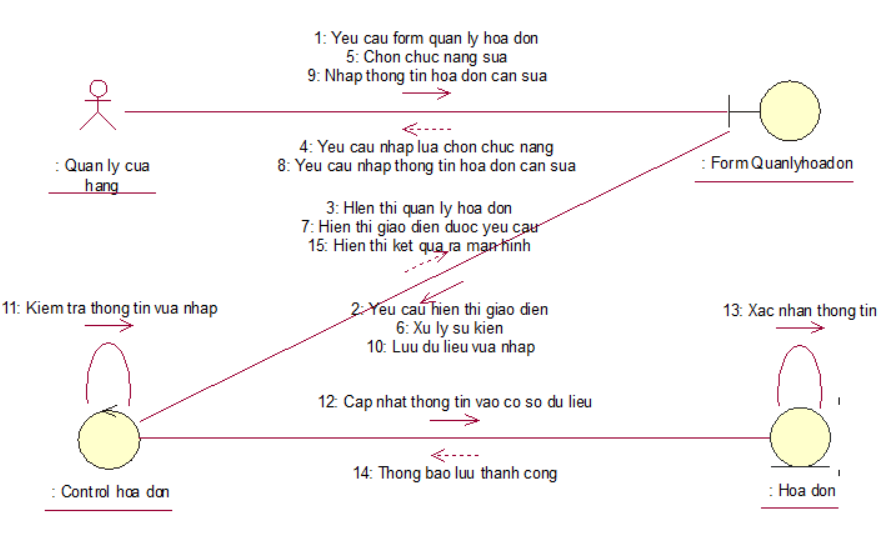 1: Yeu cau form quan ly hoa don
5: Chon chuc nang sua
9: Nhap thong tin hoa don can sua
4: Yeu cau nhap lua chon chuc nang
8: Yeu cau nhap thong tin hoa don can sua
: Quan ly cua
hang
: Form Quanlyhoadon
3: HIen thi quan ly hoa don
7: Hien thi giao dien duoc yeu cau
15: Hien thi ket qua ra man hinh
11: Kiem tra thong tin vua nhap
2: Yeu cau hien thi giao dien
6: Xu ly su kien
10: Luu du lieu vua nhap
13: Xac nhan thong tin
12: Cap nhat thong tin vao co so du lieu
14: Thong bao luu thanh cong
: Control hoa don
: Hoa don